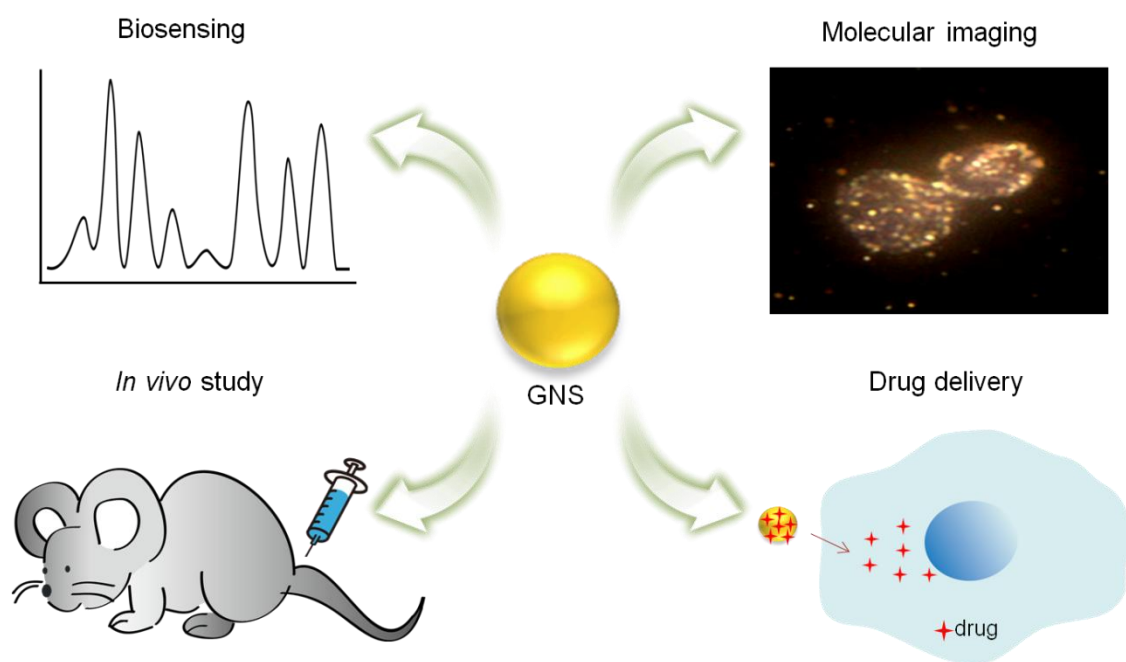 Biosensing
Molecular imaging
GNS
In vivo study
Drug delivery
drug